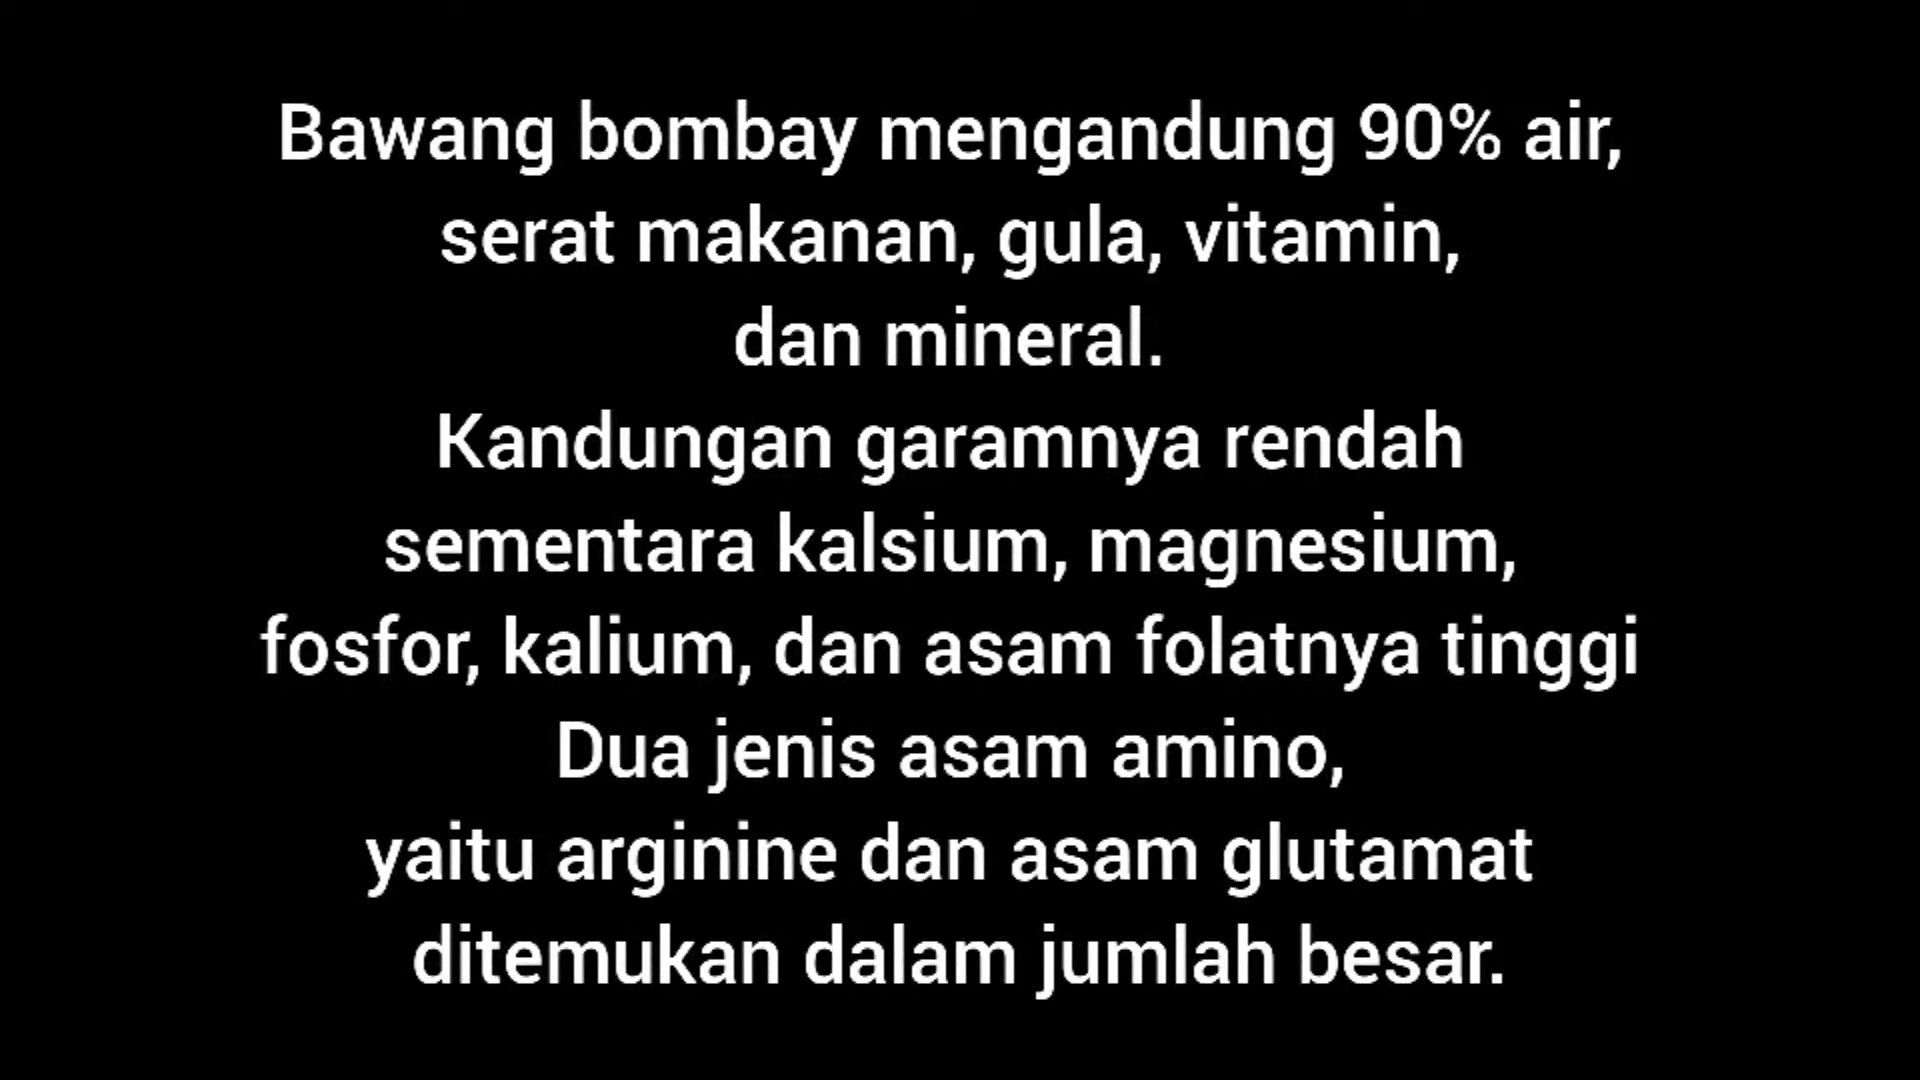 Bawang bombay mengandung 90% air,
serat makanan, gula, vitamin,
dan mineral.
Kandungan garamnya rendah
sementara kalsium, magnesium,
fosfor, kalium, dan asam folatnya tinggi
Dua jenis asam amino,
yaitu arginine dan asam glutamat
ditemukan dalam jumlah besar.